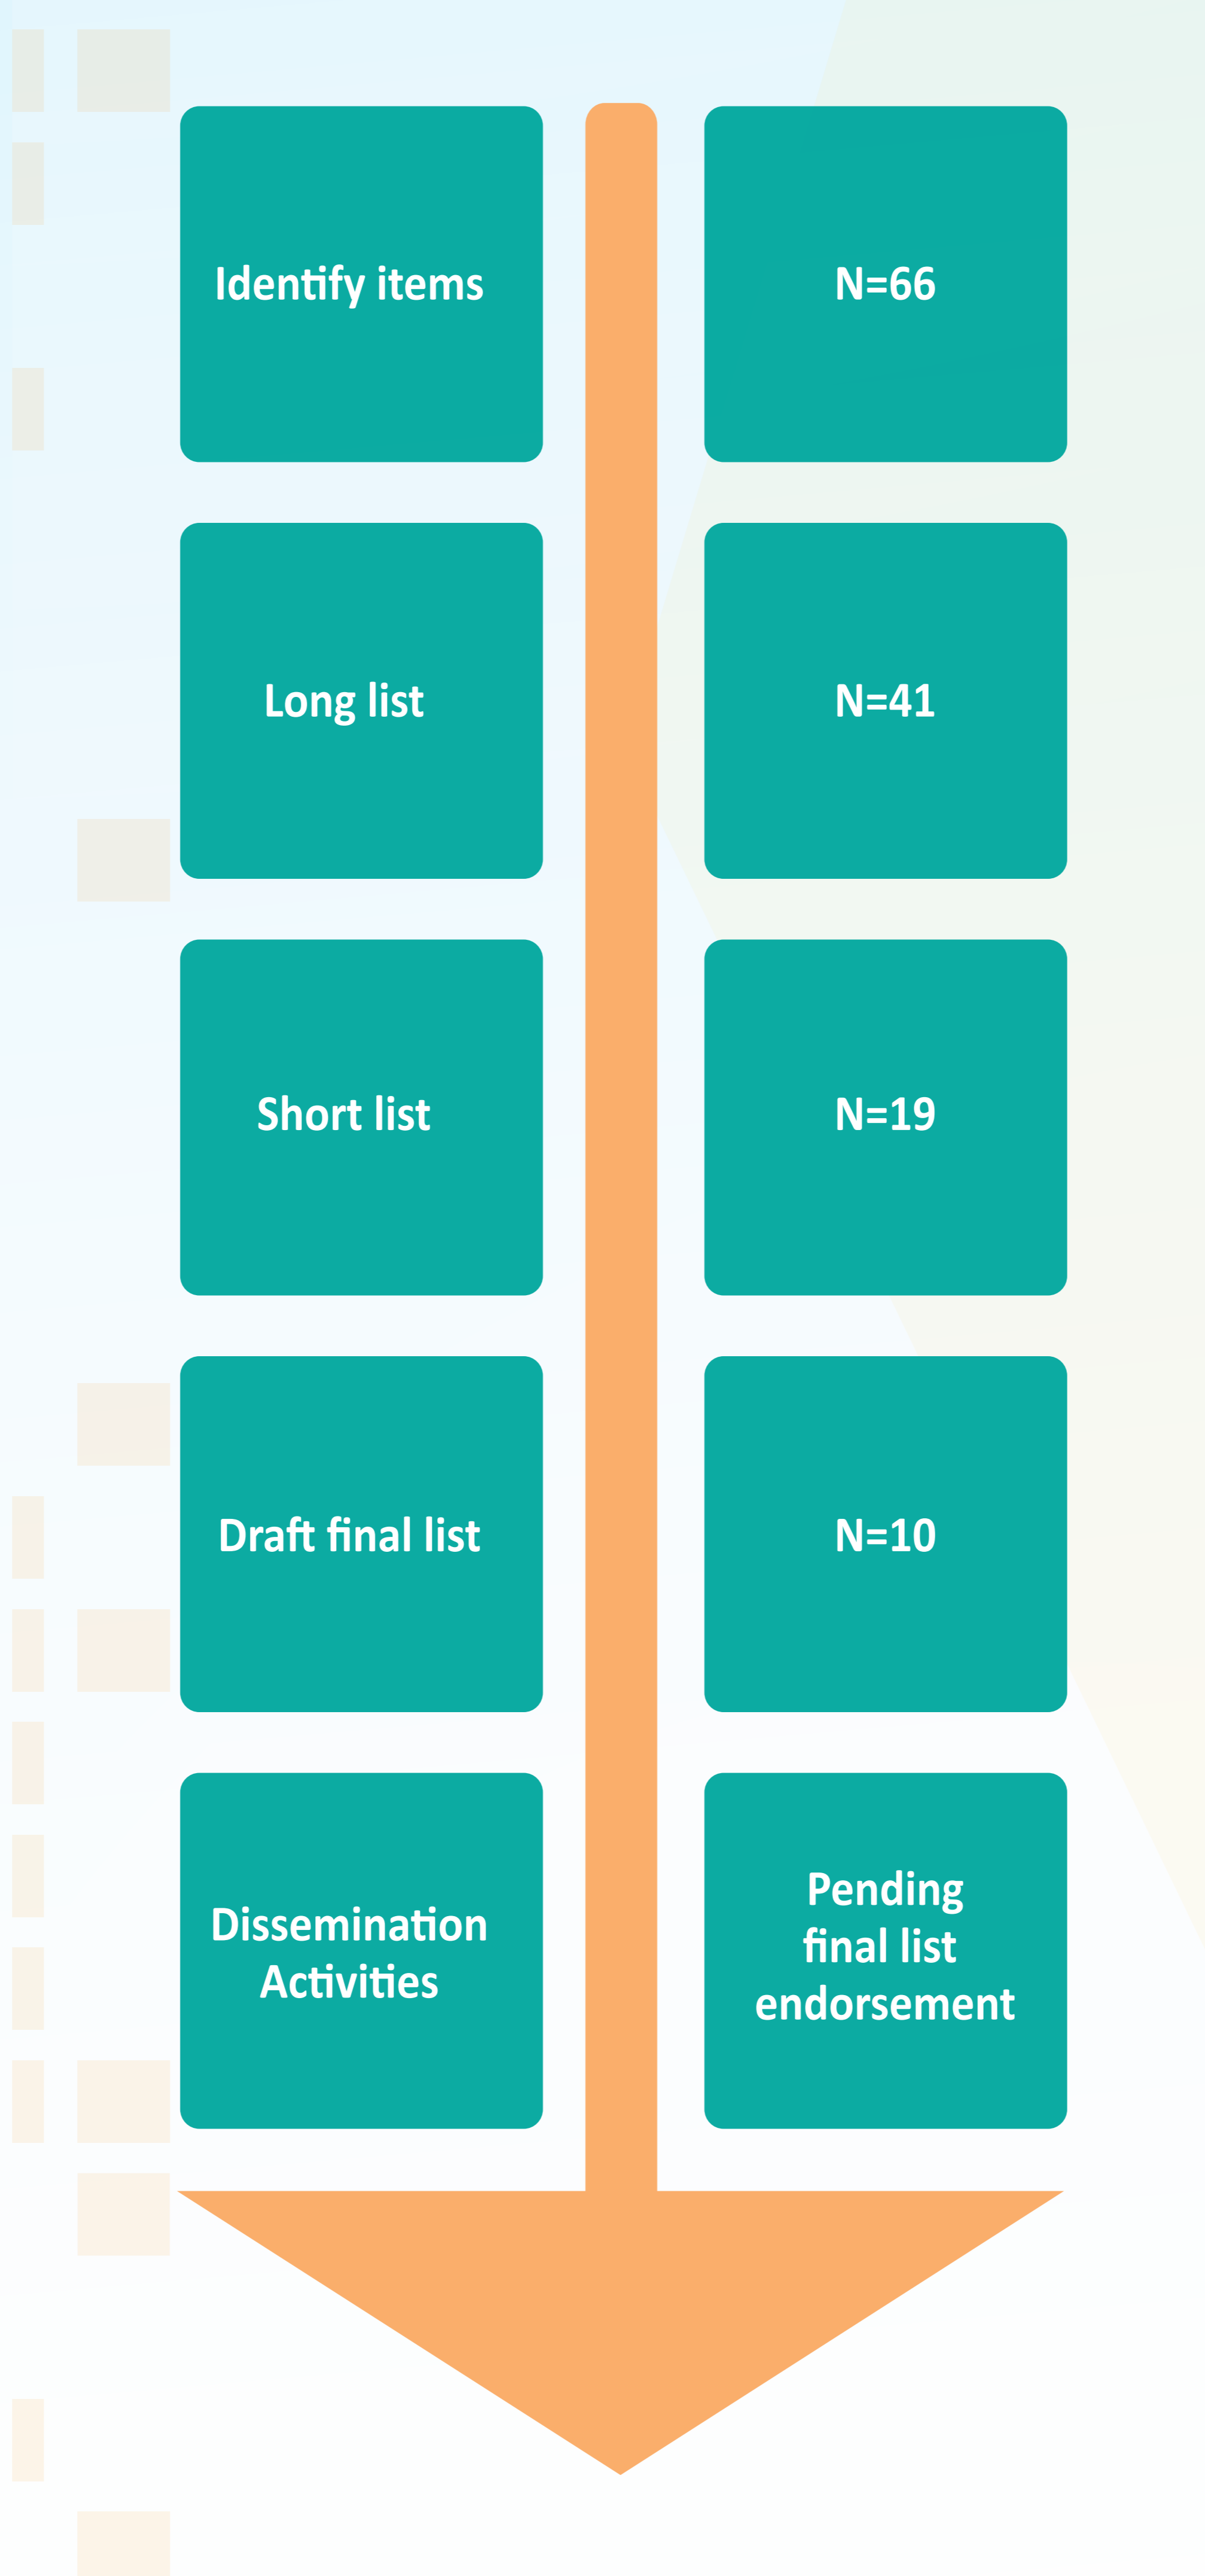 Identify items
N=66
Long list
N=41
Short list
N=19
Draft final list
N=10
Dissemination
Activities
Pending
final list
endorsement